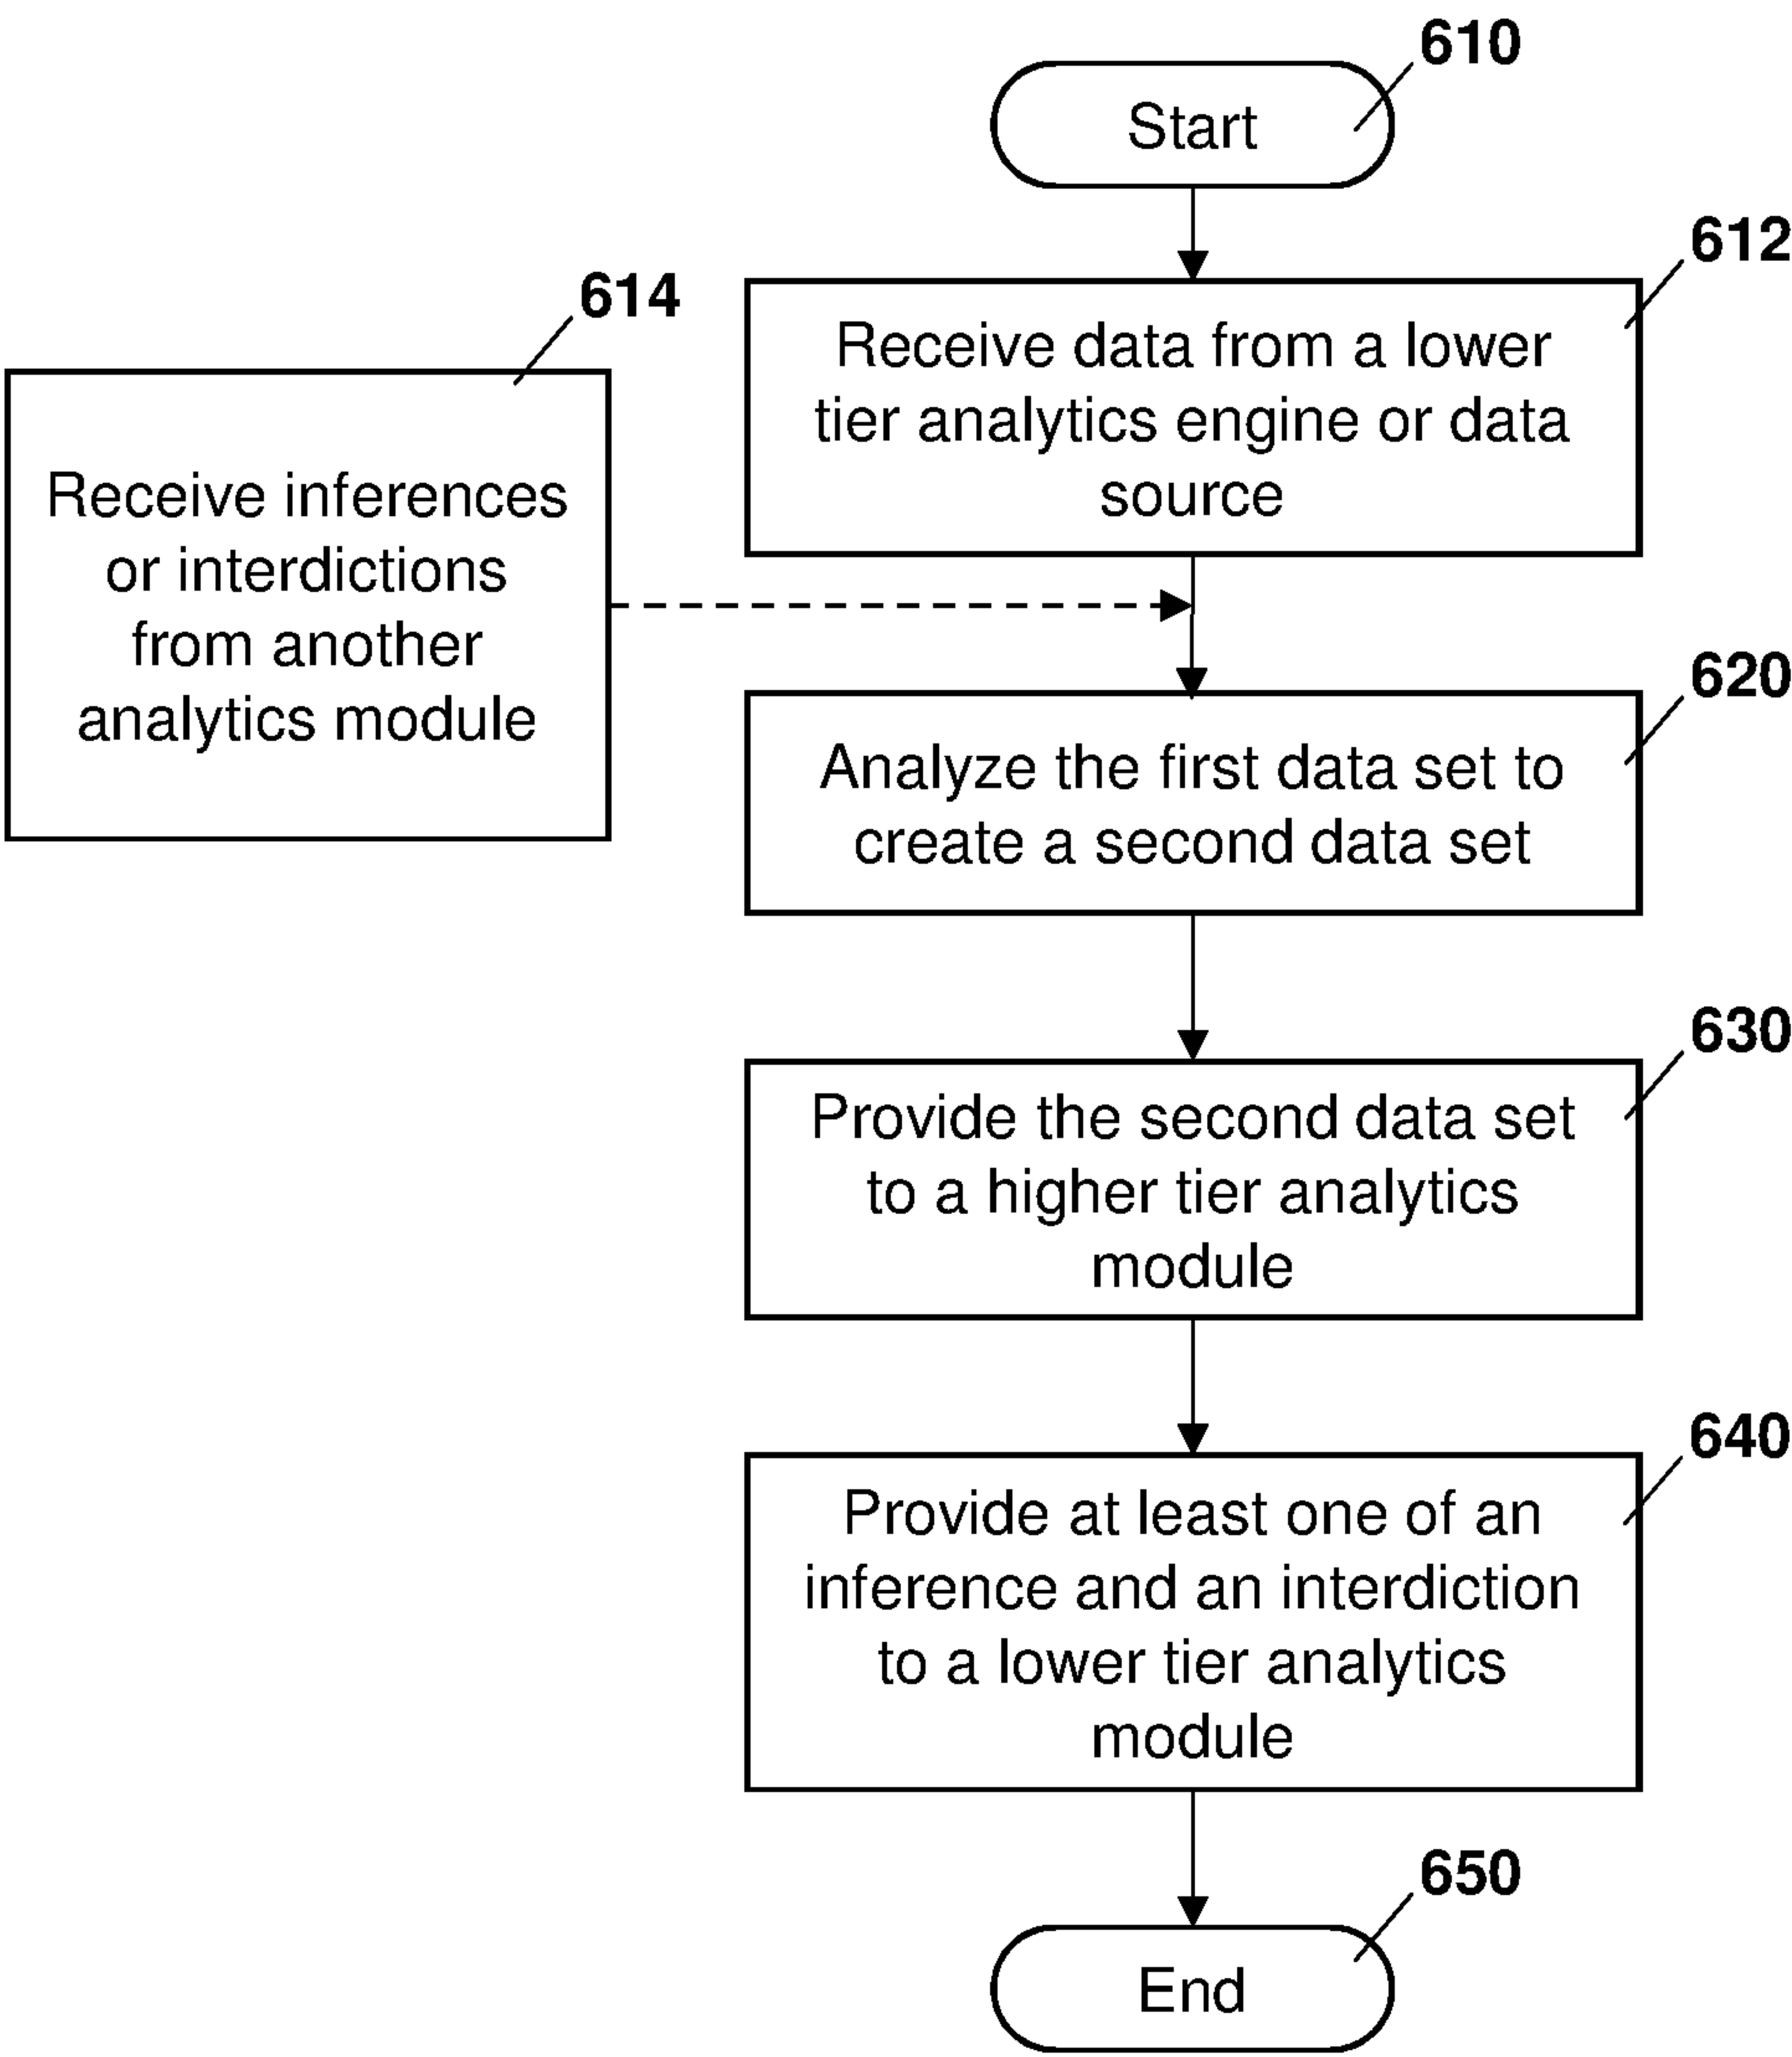 610
Start
612
Receive data from a lower
tier analytics engine or data
source
614
Receive inferences
or interdictions
from another
analytics module
620
Analyze the first data set to
create a second data set
630
Provide the second data set
to a higher tier analytics
module
640
Provide at least one of an
inference and an interdiction
to a lower tier analytics
module
650
End